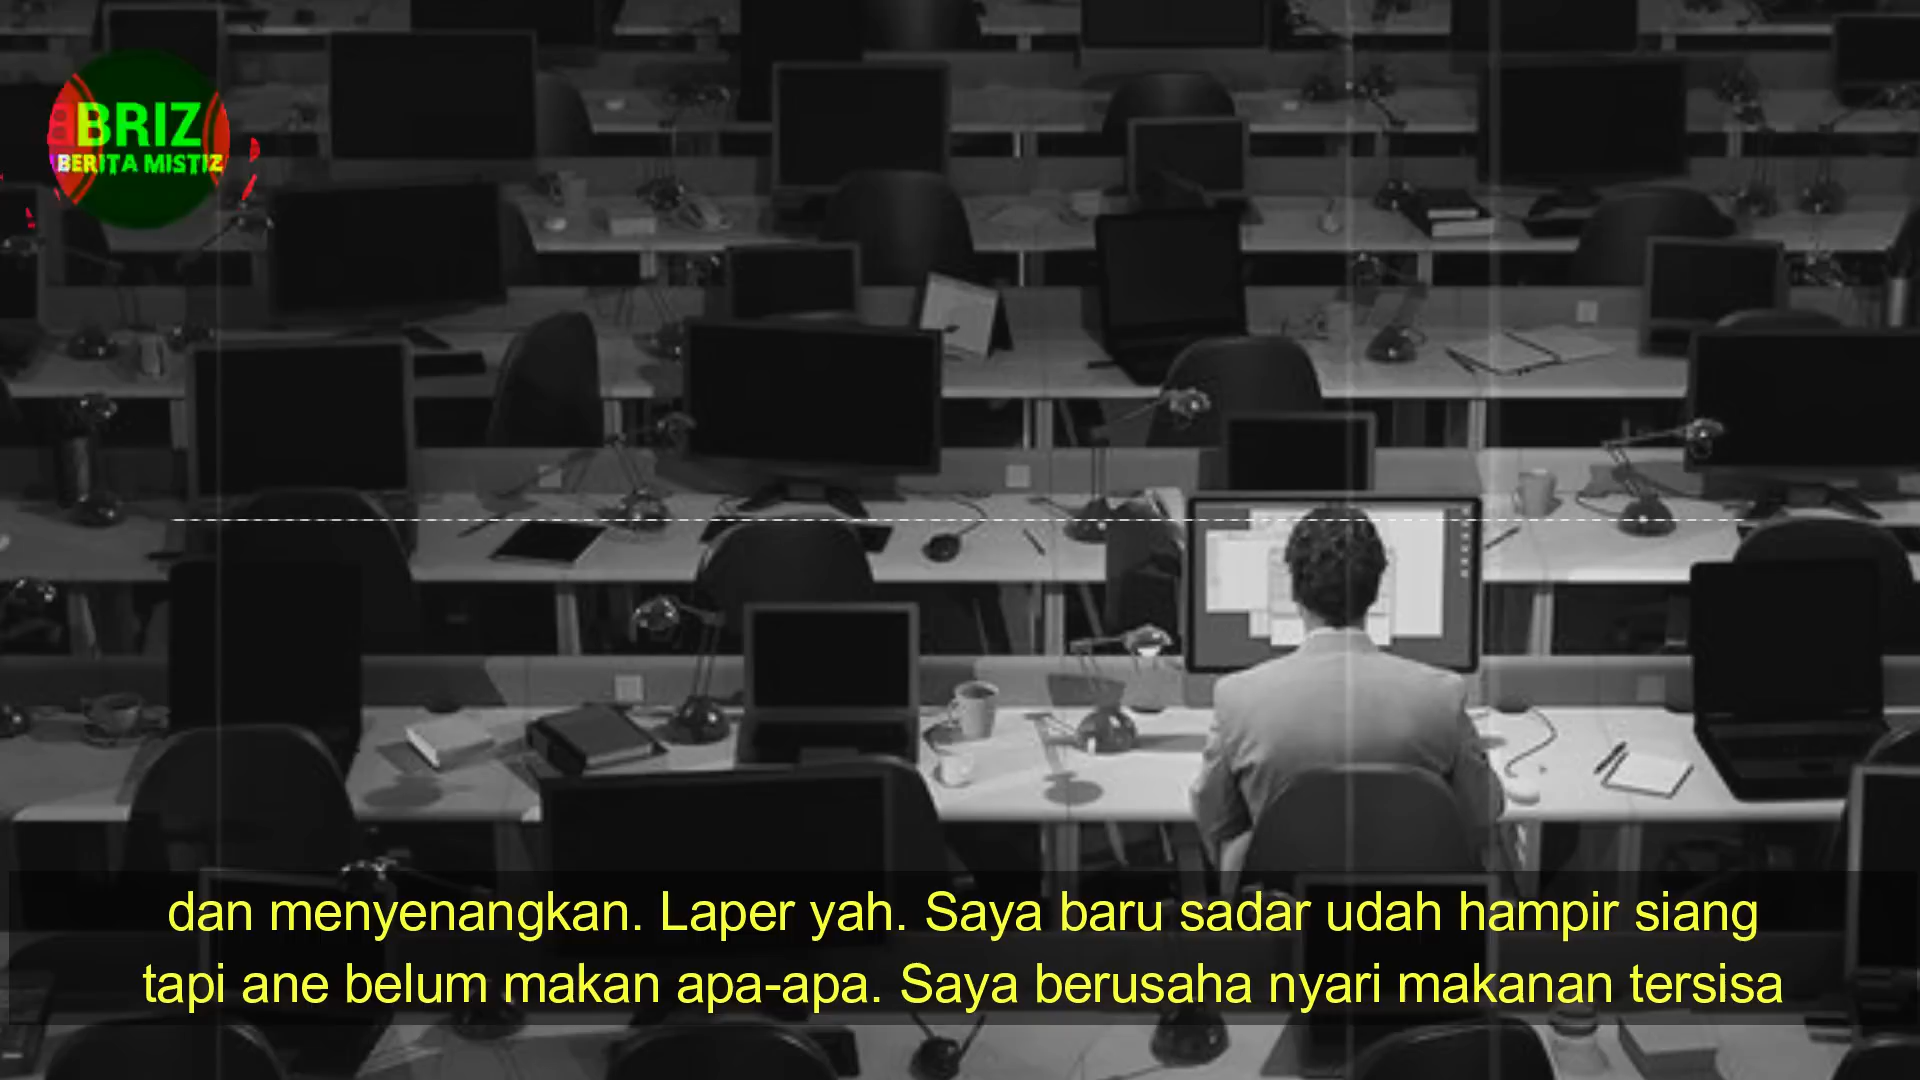 BRIZ
BERITA MISTIZ
dan menyenangkan. Laper yah. Saya baru sadar udah hampir siang
tapi ane belum makan apa-apa. Saya berusaha nyari makanan tersisa